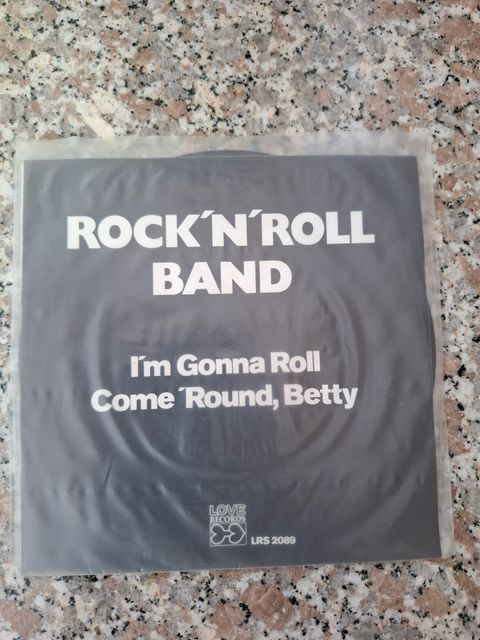 ROCK´N´ROLL
BAND
I´m Gonna Roll
Come ´Round, Betty
LOVE
RECORDS
LRS 2089